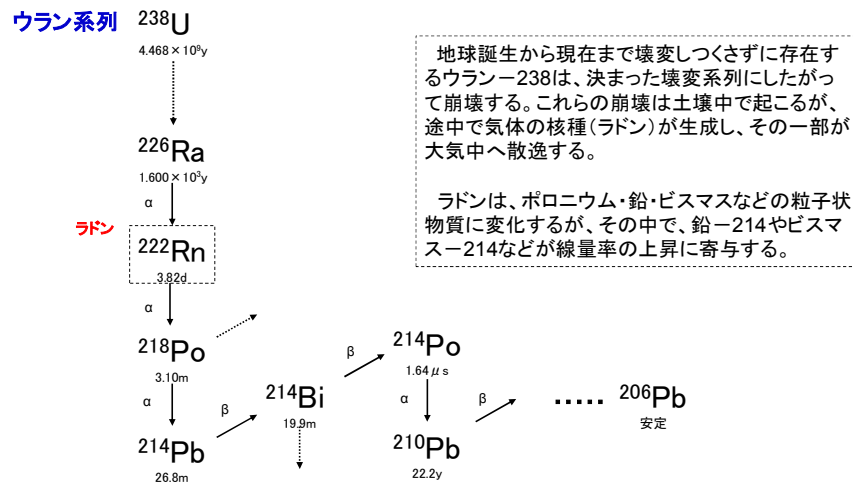 ウラン系列
²³⁸U
4.468×10⁹y
地球誕生から現在まで壊変しつくさずに存在す
るウラン－238は、決まった壊変系列にしたがっ
て崩壊する。これらの崩壊は土壌中で起こるが、
途中で気体の核種（ラドン）が生成し、その一部が
大気中へ散逸する。
ラドンは、ポロニウム・鉛・ビスマスなどの粒子状
物質に変化するが、その中で、鉛－214やビスマ
ス－214などが線量率の上昇に寄与する。
²²⁶Ra
1.600×10³y
α
ラドン
²²²Rn
3.82d
α
²¹⁸Po
3.10m
α
²¹⁴Pb
26.8m
β
²¹⁴Bi
19.9m
β
²¹⁴Po
1.64μs
α
²¹⁰Pb
22.2y
β
•••••
²⁰⁶Pb
安定